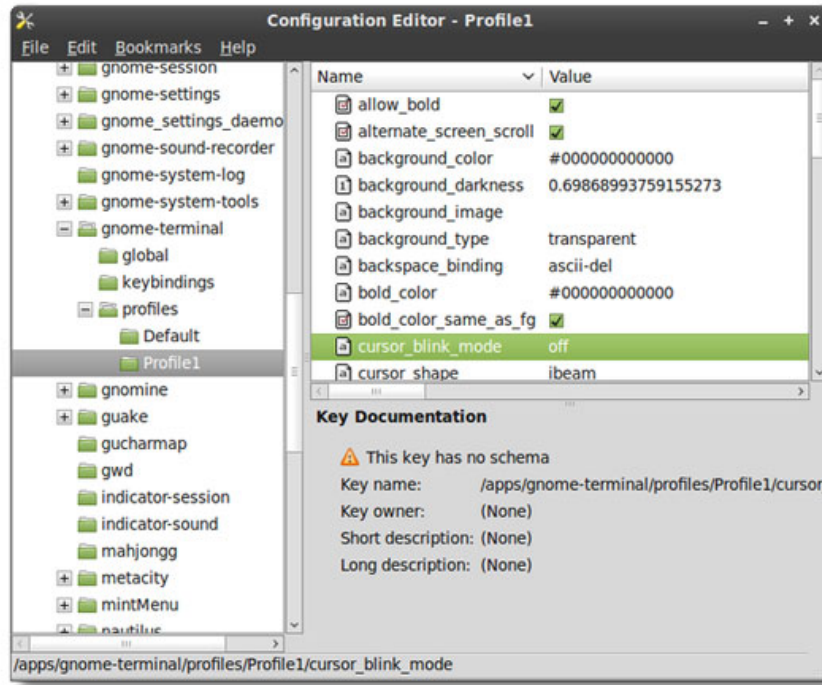 Configuration Editor - Profile1
File Edit Bookmarks Help
gnome-session
gnome-settings
gnome_settings_daemo
gnome-sound-recorder
gnome-system-log
gnome-system-tools
gnome-terminal
global
keybindings
profiles
Default
Profile1
gnomine
guake
gucharmap
gwd
indicator-session
indicator-sound
mahjongg
metacity
mintMenu
nautilus
Name Value
allow_bold
alternate_screen_scroll
background_color #000000000000
background_darkness 0.69868993759155273
background_image
background_type transparent
backspace_binding ascii-del
bold_color #000000000000
bold_color_same_as_fg
cursor_blink_mode off
cursor_shape ibeam
Key Documentation
This key has no schema
Key name: /apps/gnome-terminal/profiles/Profile1/cursor
Key owner: (None)
Short description: (None)
Long description: (None)
/apps/gnome-terminal/profiles/Profile1/cursor_blink_mode